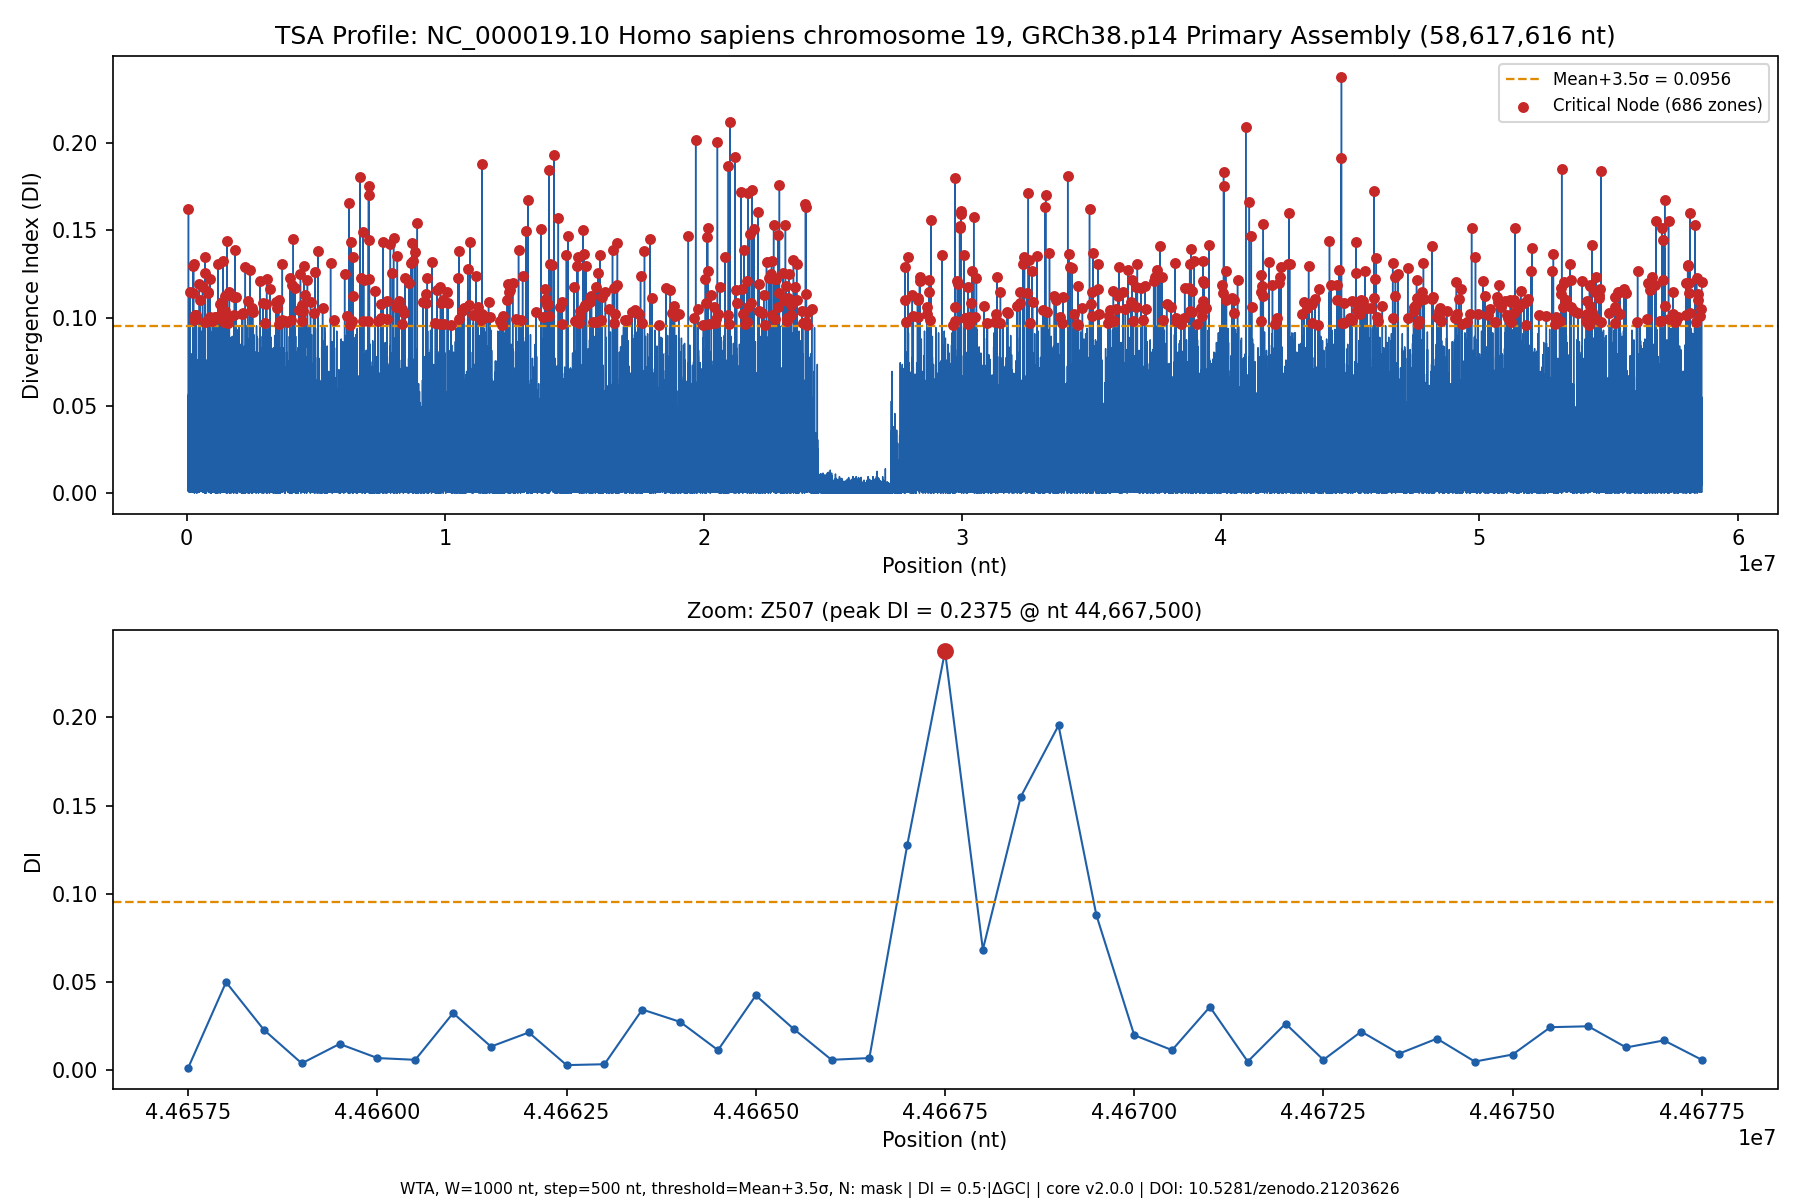 TSA Profile: NC_000019.10 Homo sapiens chromosome 19, GRCh38.p14 Primary Assembly (58,617,616 nt)
Mean+3.5σ = 0.0956
Critical Node (686 zones)
Divergence Index (DI)
0.20
0.15
0.10
0.05
0.00
0 1 2 3 4 5 6
1e7
Position (nt)
Zoom: Z507 (peak DI = 0.2375 @ nt 44,667,500)
DI
0.20
0.15
0.10
0.05
0.00
4.46575 4.46600 4.46625 4.46650 4.46675 4.46700 4.46725 4.46750 4.46775
1e7
Position (nt)
WTA, W=1000 nt, step=500 nt, threshold=Mean+3.5σ, N: mask | DI = 0.5·|ΔGC| | core v2.0.0 | DOI: 10.5281/zenodo.21203626